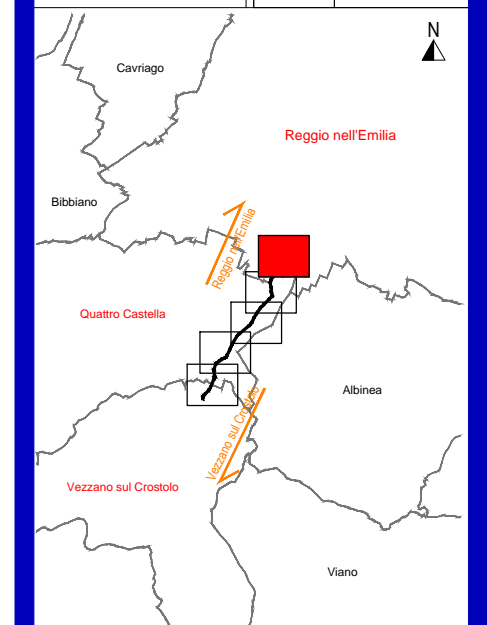 N
Cavriago
Reggio nell'Emilia
Bibbiano
Reggio nell'Emilia
Quattro Castella
Albinea
Vezzano sul Crostolo
Vezzano sul Crostolo
Viano